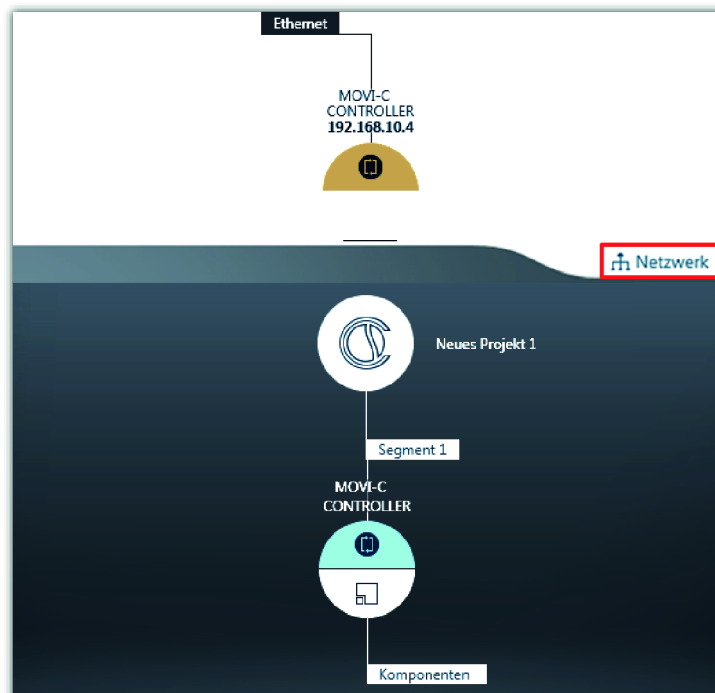 Ethernet
MOVI-C
CONTROLLER
192.168.10.4
Netzwerk
Neues Projekt 1
Segment 1
MOVI-C
CONTROLLER
Komponenten